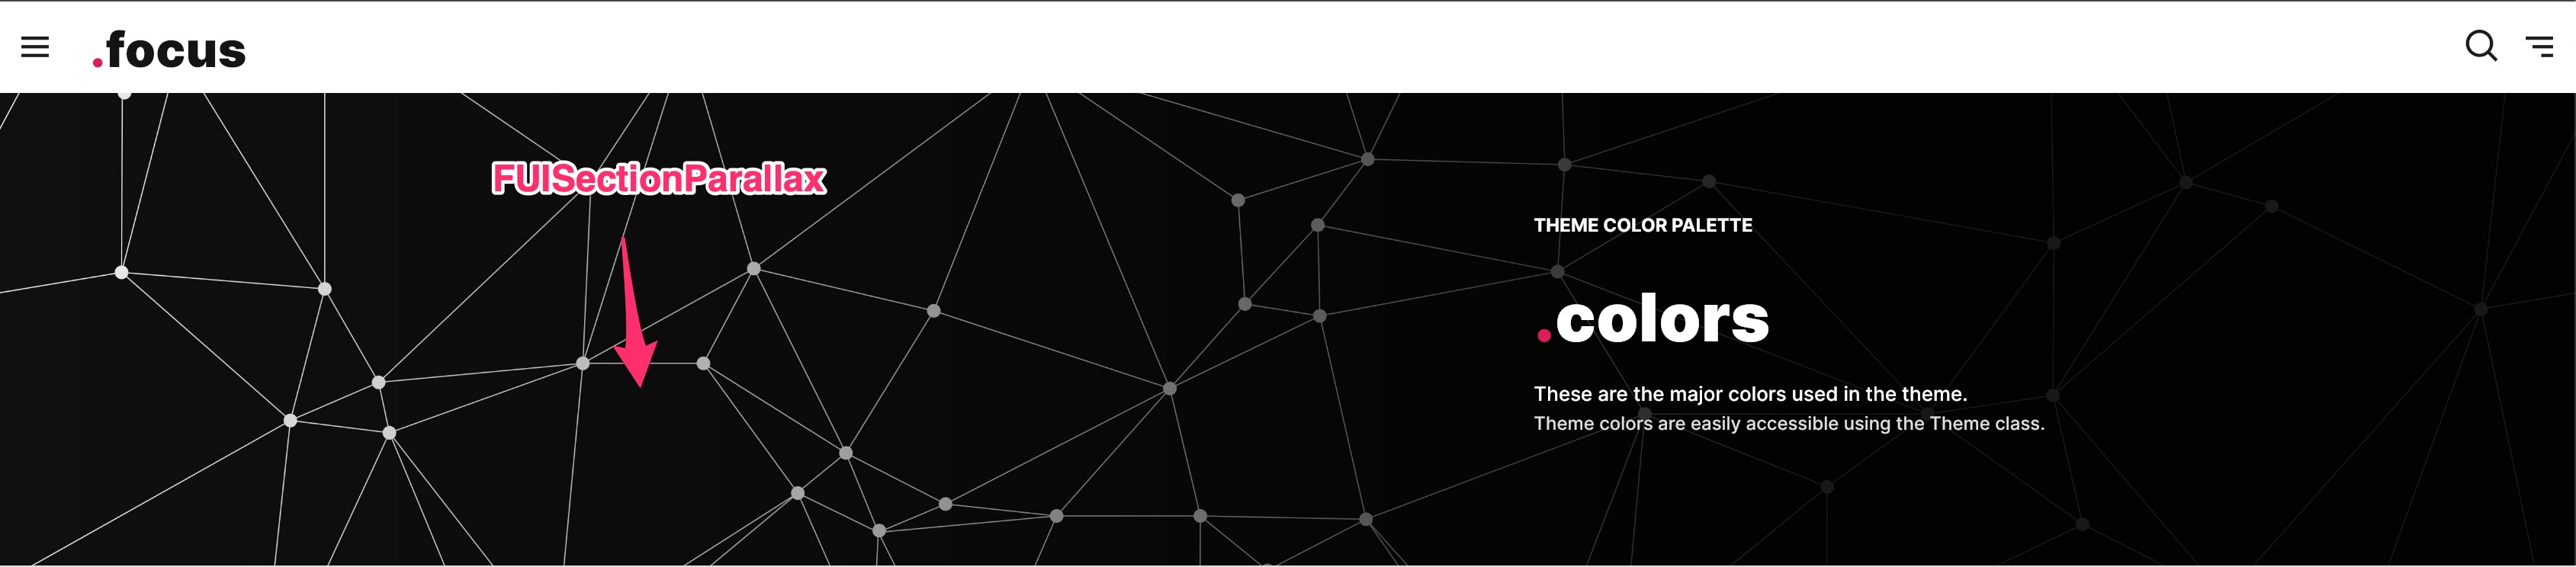 .focus
FUISectionParallax
THEME COLOR PALETTE
.colors
These are the major colors used in the theme.
Theme colors are easily accessible using the Theme class.